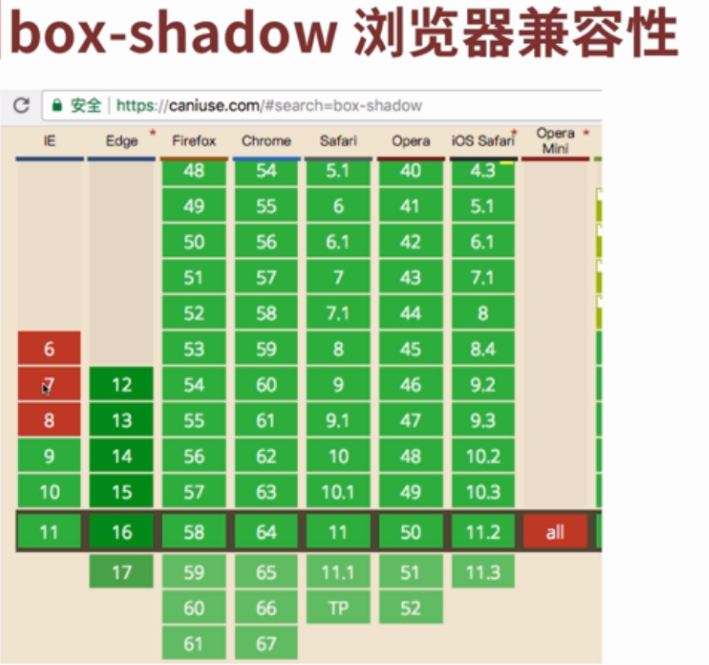 box-shadow 浏览器兼容性
安全 | https://caniuse.com/#search=box-shadow
IE Edge * Firefox Chrome Safari Opera iOS Safari * Opera Mini *
48 54 5.1 40 4.3
49 55 6 41 5.1
50 56 6.1 42 6.1
51 57 7 43 7.1
52 58 7.1 44 8
6 53 59 8 45 8.4
7 12 54 60 9 46 9.2
8 13 55 61 9.1 47 9.3
9 14 56 62 10 48 10.2
10 15 57 63 10.1 49 10.3
11 16 58 64 11 50 11.2 all
17 59 65 11.1 51 11.3
60 66 TP 52
61 67